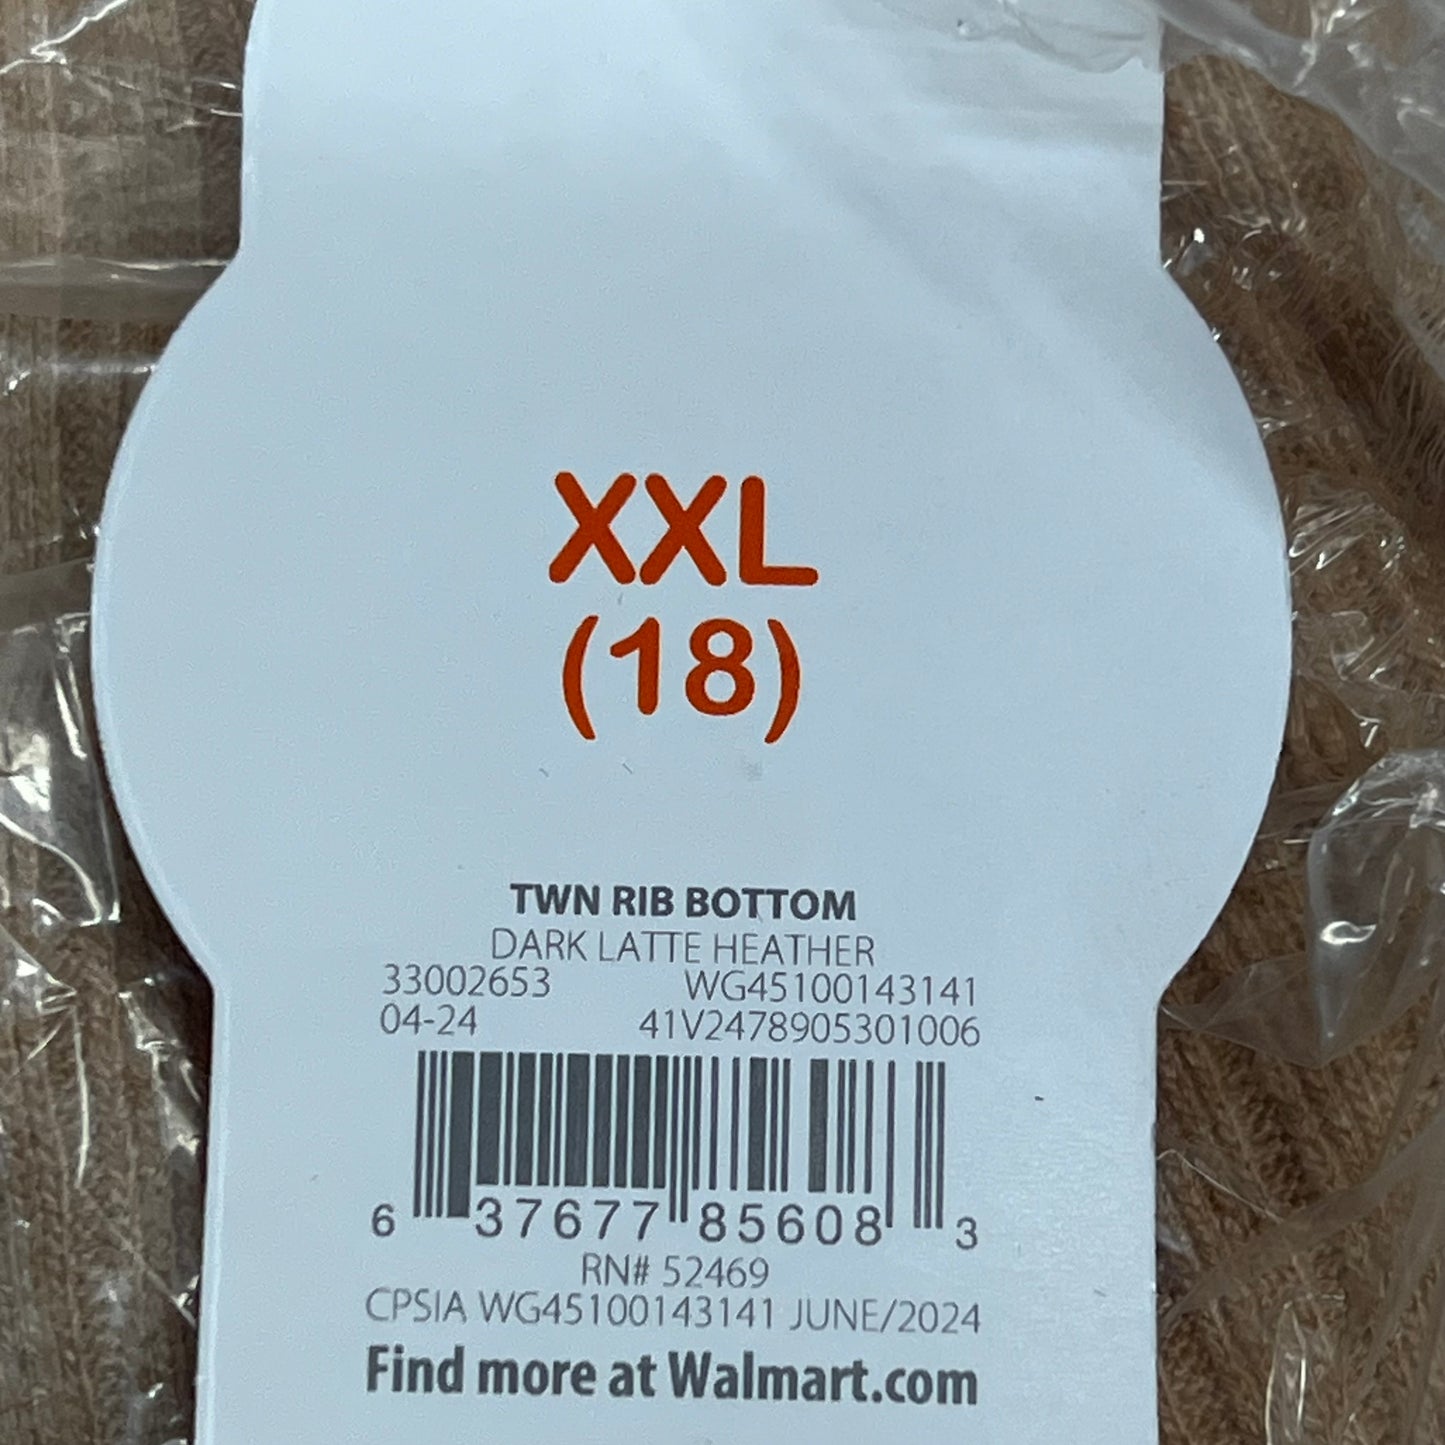 XXL
(18)
TWN RIB BOTTOM
DARK LATTE HEATHER
33002653 WG45100143141
04-24 41V2478905301006
6 37677 85608 3
RN# 52469
CPSIA WG45100143141 JUNE/2024
Find more at Walmart.com